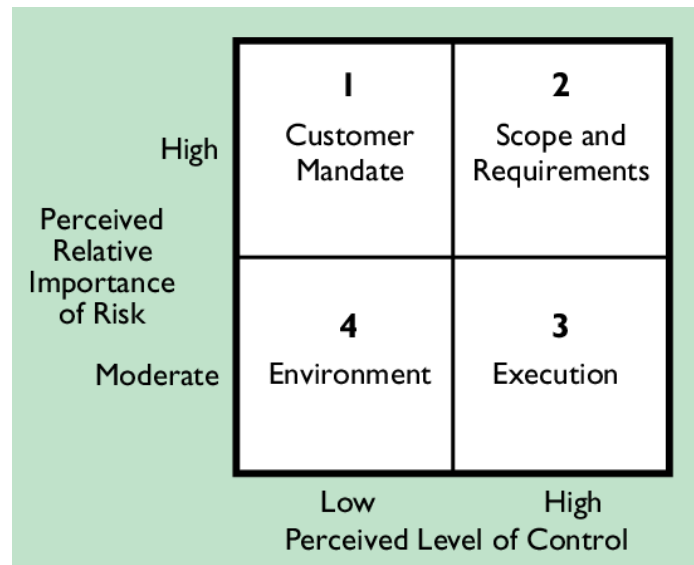 1
Customer
Mandate
2
Scope and
Requirements
High
Perceived
Relative
Importance
of Risk
4
Environment
3
Execution
Moderate
Low
High
Perceived Level of Control